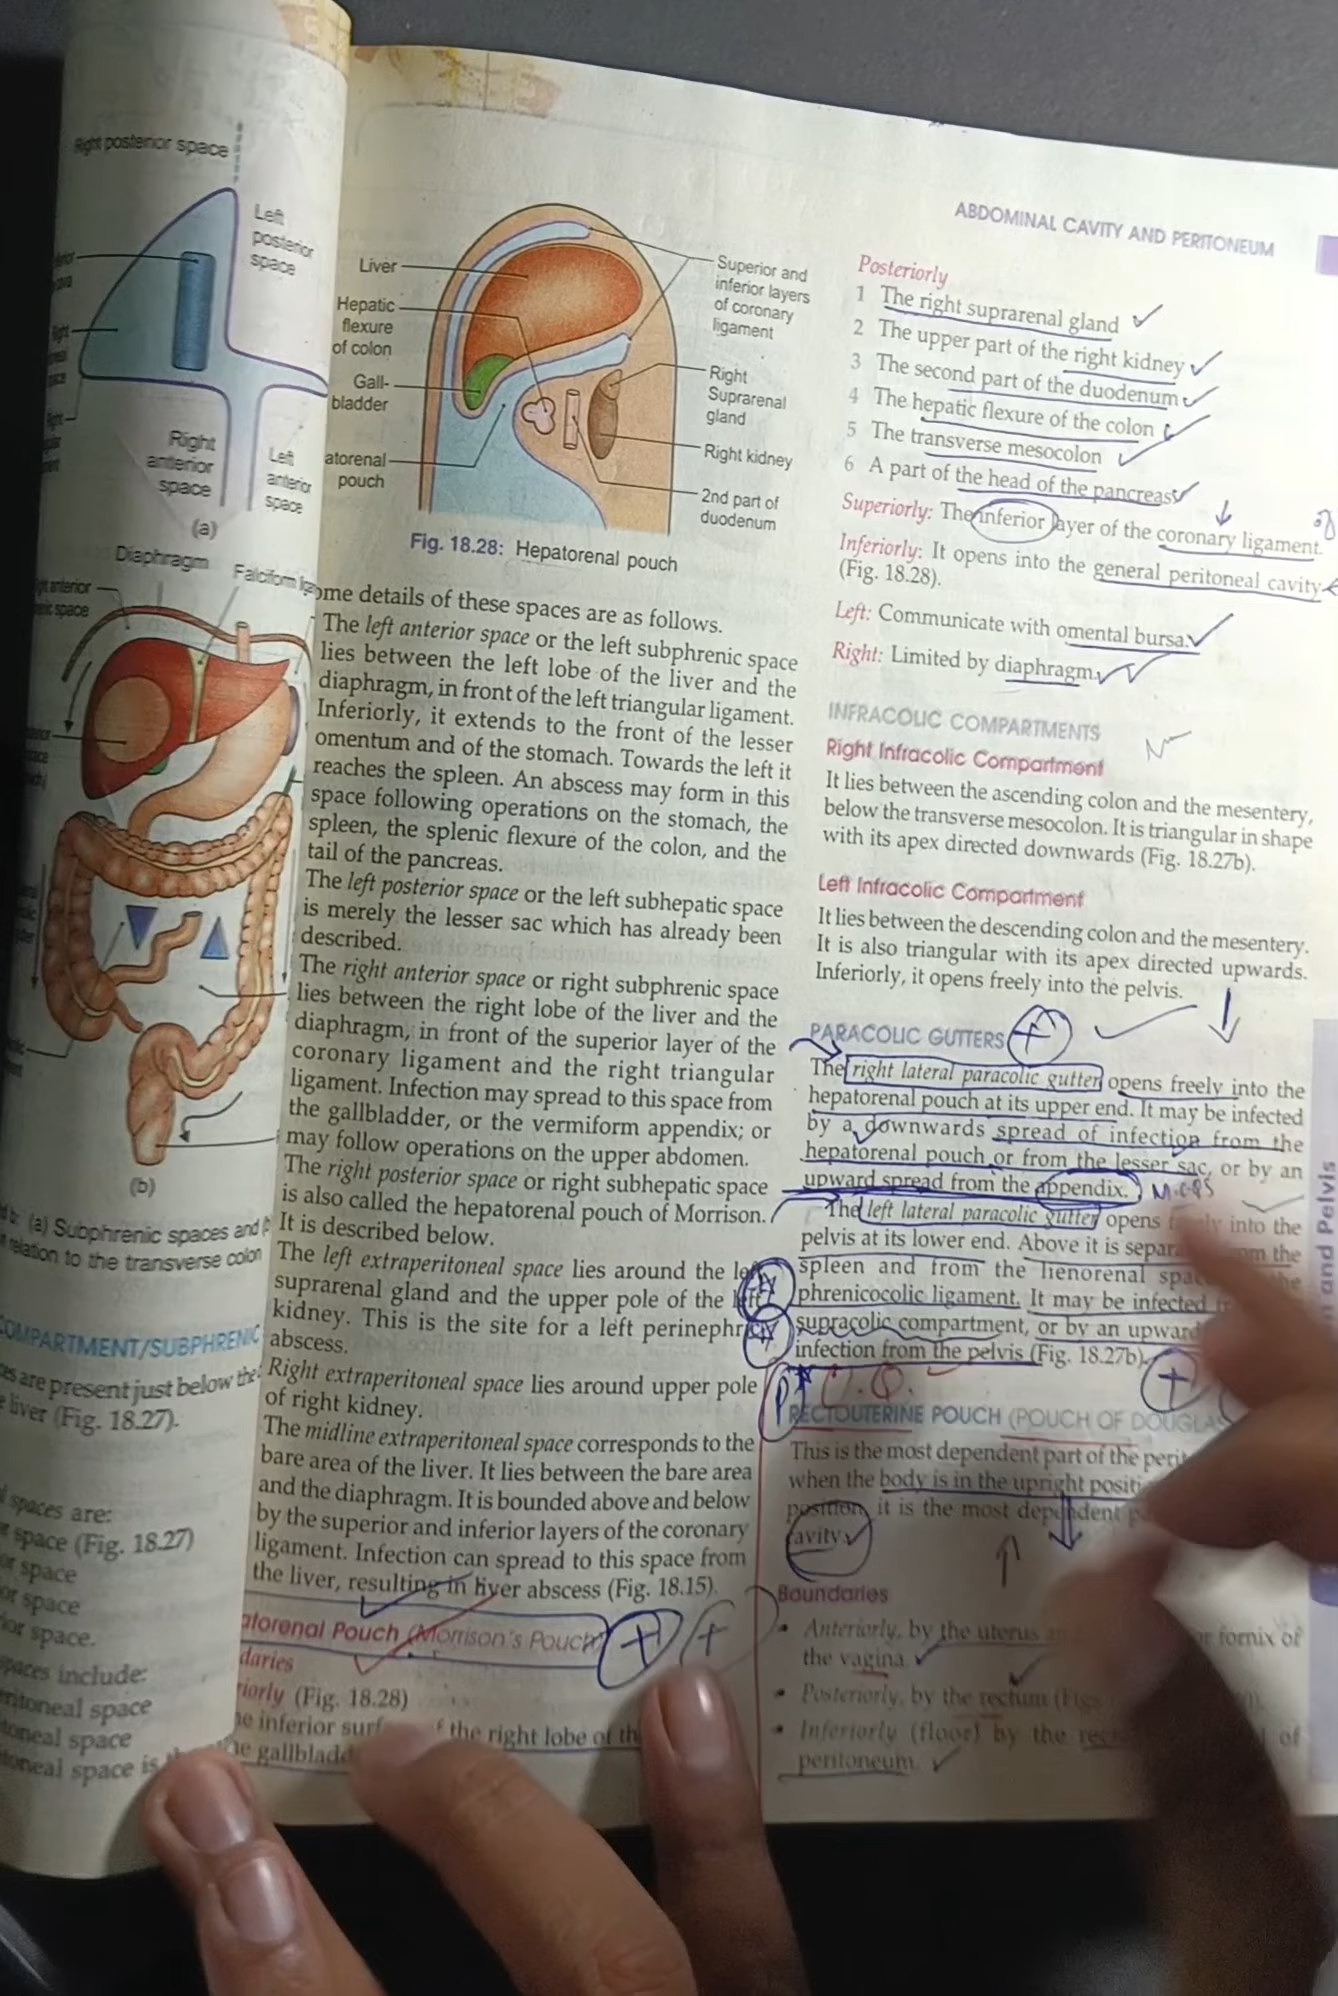 Right posterior space
Left
posterior
space
Right
anterior
space
Left
anterior
space
(a)
Diaphragm
Falciform
(b)
(a) Subphrenic spaces and
relation to the transverse colon
COMPARTMENT/SUBPHRENIC
are present just below the
liver (Fig. 18.27).
spaces are:
space (Fig. 18.27)
space
space
space.
spaces include:
space
space
space is
Liver
Hepatic
flexure
of colon
Gall-
bladder
atorenal
pouch
Superior and
inferior layers
of coronary
ligament
Right
Suprarenal
gland
Right kidney
2nd part of
duodenum
Fig. 18.28: Hepatorenal pouch
ome details of these spaces are as follows.
The left anterior space or the left subphrenic space
lies between the left lobe of the liver and the
diaphragm, in front of the left triangular ligament.
Inferiorly, it extends to the front of the lesser
omentum and of the stomach. Towards the left it
reaches the spleen. An abscess may form in this
space following operations on the stomach, the
spleen, the splenic flexure of the colon, and the
tail of the pancreas.
The left posterior space or the left subhepatic space
is merely the lesser sac which has already been
described.
The right anterior space or right subphrenic space
lies between the right lobe of the liver and the
diaphragm, in front of the superior layer of the
coronary ligament and the right triangular
ligament. Infection may spread to this space from
the gallbladder, or the vermiform appendix; or
may follow operations on the upper abdomen.
The right posterior space or right subhepatic space
is also called the hepatorenal pouch of Morrison.
It is described below.
The left extraperitoneal space lies around the left
suprarenal gland and the upper pole of the left
kidney. This is the site for a left perinephric
abscess.
Right extraperitoneal space lies around upper pole
of right kidney.
The midline extraperitoneal space corresponds to the
bare area of the liver. It lies between the bare area
and the diaphragm. It is bounded above and below
by the superior and inferior layers of the coronary
ligament. Infection can spread to this space from
the liver, resulting in liver abscess (Fig. 18.15).
atorenal Pouch (Morrison's Pouch)
daries
riorly (Fig. 18.28)
he inferior surf the right lobe of th
he gallbladd
ABDOMINAL CAVITY AND PERITONEUM
Posteriorly
1 The right suprarenal gland
2 The upper part of the right kidney
3 The second part of the duodenum
4 The hepatic flexure of the colon
5 The transverse mesocolon
6 A part of the head of the pancreas
Superiorly: The inferior layer of the coronary ligament.
Inferiorly: It opens into the general peritoneal cavity
(Fig. 18.28).
Left: Communicate with omental bursa.
Right: Limited by diaphragm.
INFRACOLIC COMPARTMENTS
Right Infracolic Compartment
It lies between the ascending colon and the mesentery,
below the transverse mesocolon. It is triangular in shape
with its apex directed downwards (Fig. 18.27b).
Left Infracolic Compartment
It lies between the descending colon and the mesentery.
It is also triangular with its apex directed upwards.
Inferiorly, it opens freely into the pelvis.
PARACOLIC GUTTERS
The right lateral paracolic gutter opens freely into the
hepatorenal pouch at its upper end. It may be infected
by a downwards spread of infection from the
hepatorenal pouch or from the lesser sac, or by an
upward spread from the appendix. MCQS
The left lateral paracolic gutter opens into the
pelvis at its lower end. Above it is separa from the
spleen and from the lienorenal spac
phrenicocolic ligament. It may be infected
supracolic compartment, or by an upward
infection from the pelvis (Fig. 18.27b).
RECTOUTERINE POUCH (POUCH OF DOUGLAS
This is the most dependent part of the perit
when the body is in the upright positi
position, it is the most dependent
cavity.
Boundaries
• Anteriorly, by the uterus fornix of
the vagina.
• Posteriorly, by the rectum
• Inferiorly (floor) by the of
peritoneum.
and Pelvis